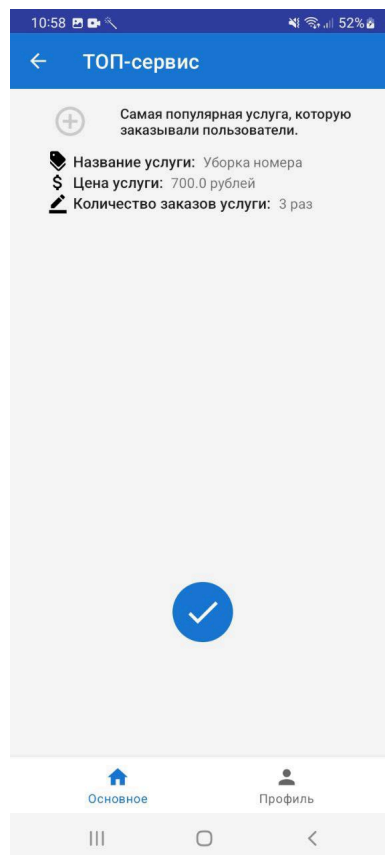 10:58 52%
ТОП-сервис
Самая популярная услуга, которую
заказывали пользователи.
Название услуги: Уборка номера
$ Цена услуги: 700.0 рублей
Количество заказов услуги: 3 раз
Основное Профиль